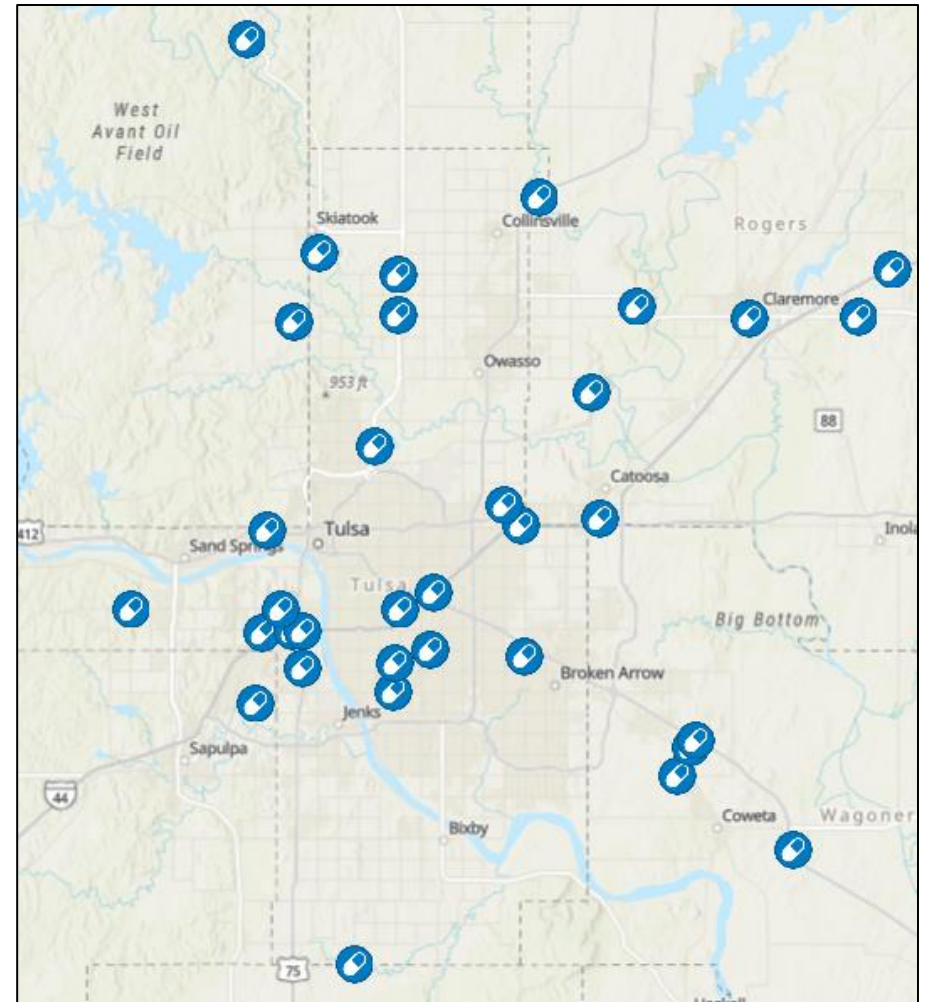 West
Avant Oil
Field
Skiatook
Collinsville
Rogers
Claremore
Owasso
953 ft
88
Catoosa
412
Tulsa
Sand Springs
Inola
Tulsa
Big Bottom
Broken Arrow
Jenks
Sapulpa
44
Coweta
Wagoner
Bixby
75
Haskell